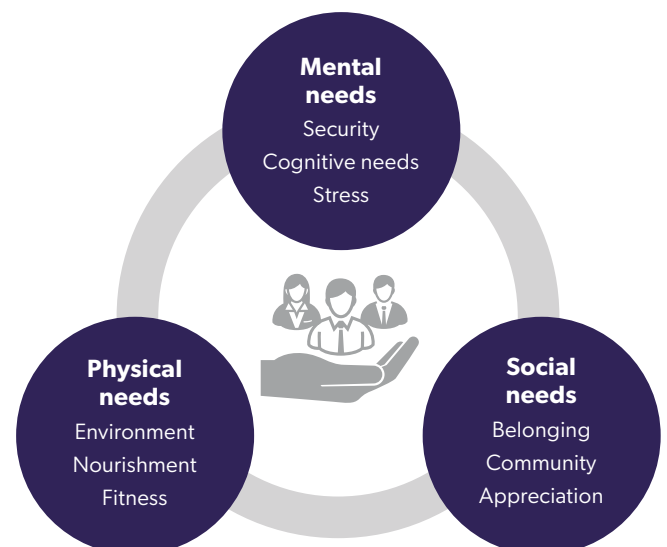 Mental
needs
Security
Cognitive needs
Stress
Physical
needs
Environment
Nourishment
Fitness
Social
needs
Belonging
Community
Appreciation